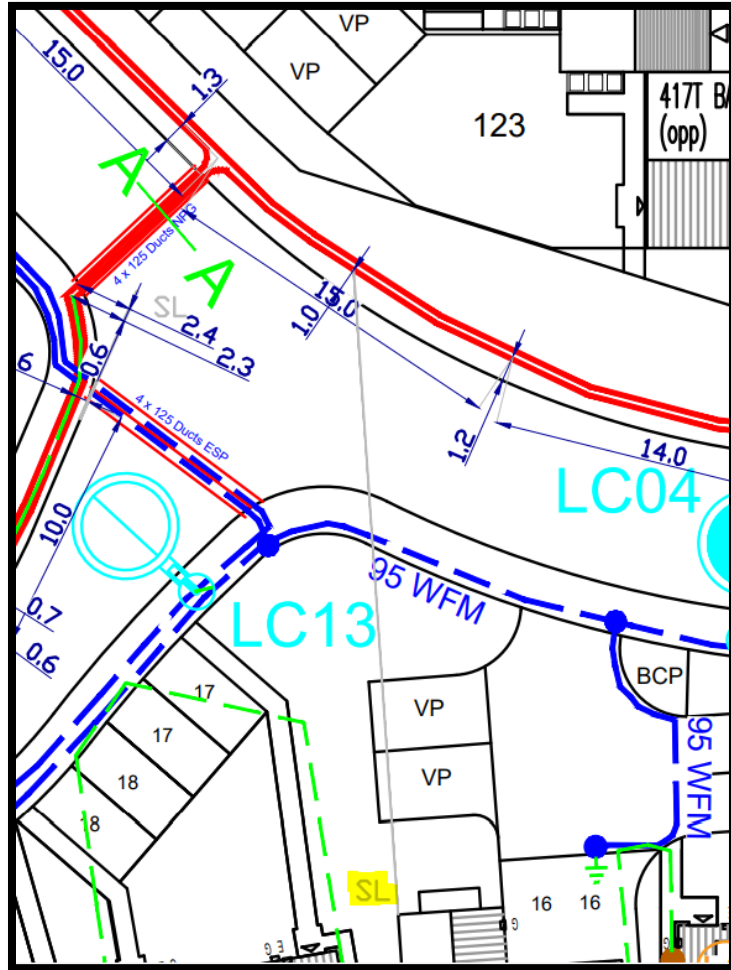 VP
VP
15.0
1.3
123
417T BA
(opp)
A
4 x 125 Ducts NRG
A
SL
15.0
1.0
2.4
2.3
0.6
6
4 x 125 Ducts ESP
1.2
14.0
10.0
LC04
95 WFM
LC13
0.7
0.6
BCP
17
VP
17
95 WFM
VP
18
18
SL
16 16
G
E G
G